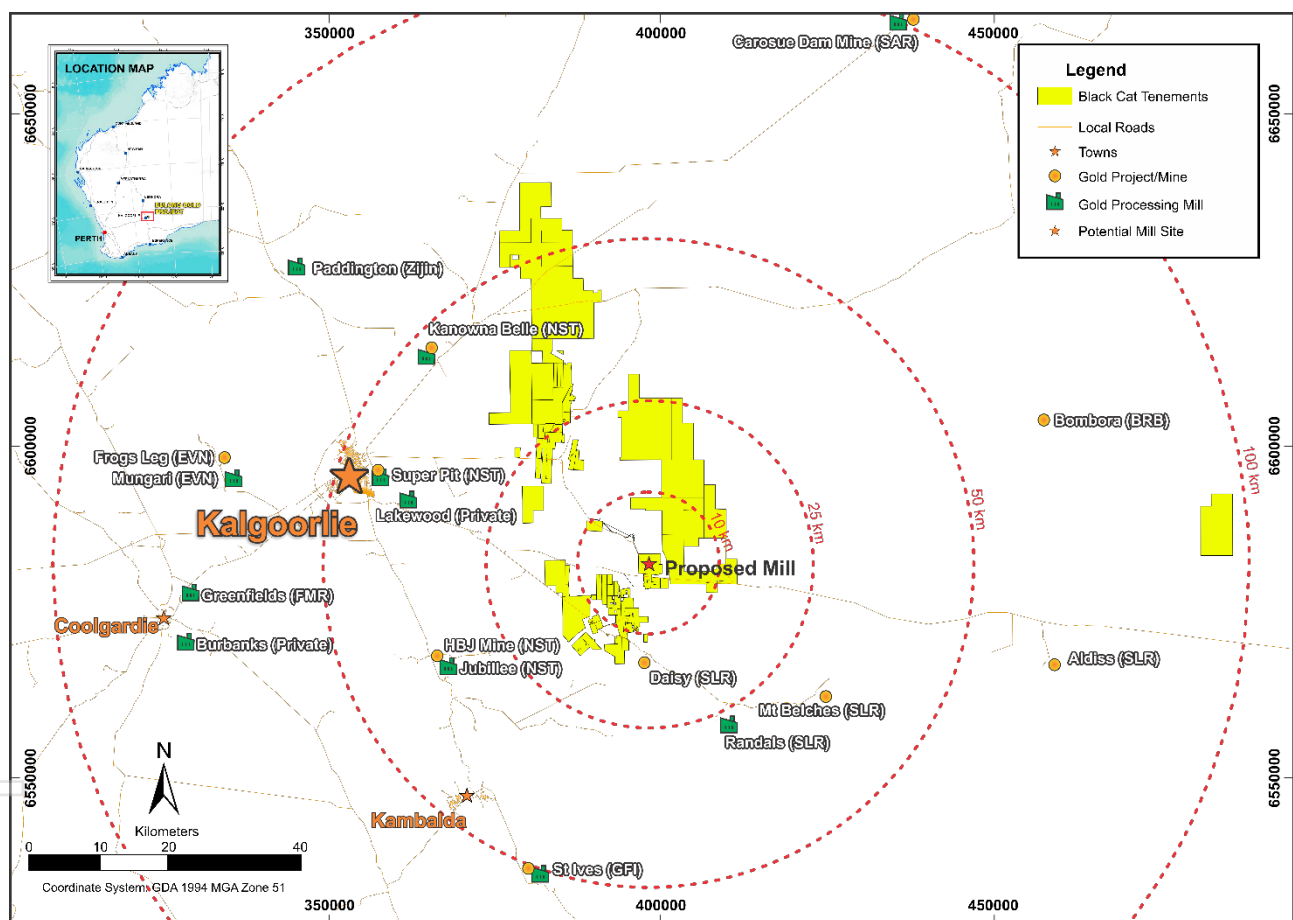 350000
400000
450000
Carosue Dam Mine (SAR)
LOCATION MAP
PERTH
Legend
Black Cat Tenements
Local Roads
Towns
Gold Project/Mine
Gold Processing Mill
Potential Mill Site
6650000
6650000
Paddington (Zijin)
Kanowna Belle (NST)
Bombora (BRB)
6600000
6600000
Frogs Leg (EVN)
Mungari (EVN)
Super Pit (NST)
Lakewood (Private)
Kalgoorlie
100 km
50 km
25 km
10 km
Proposed Mill
Greenfields (FMR)
Coolgardie
Burbanks (Private)
HBJ Mine (NST)
Jubillee (NST)
Daisy (SLR)
Aldiss (SLR)
Mt Belches (SLR)
Randals (SLR)
6550000
6550000
N
Kambalda
Kilometers
0 10 20 40
St Ives (GFI)
Coordinate System: GDA 1994 MGA Zone 51
350000
400000
450000